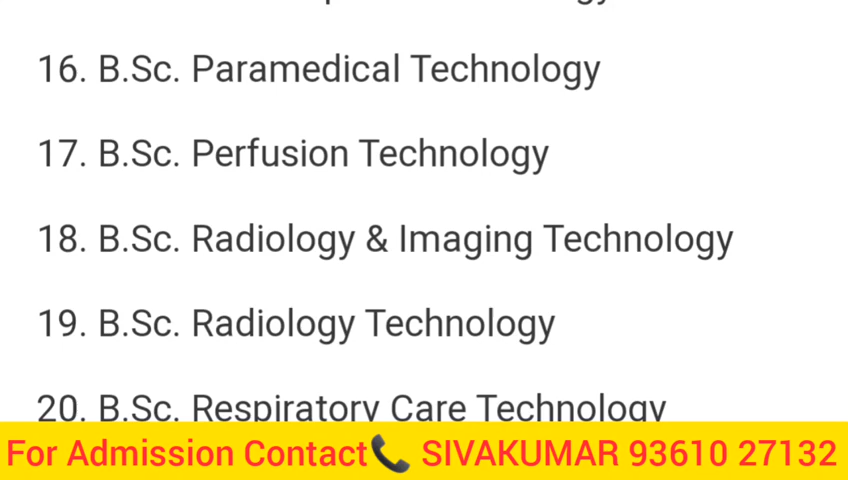 16. B.Sc. Paramedical Technology
17. B.Sc. Perfusion Technology
18. B.Sc. Radiology & Imaging Technology
19. B.Sc. Radiology Technology
20. B.Sc. Respiratory Care Technology
For Admission Contact📞 SIVAKUMAR 93610 27132